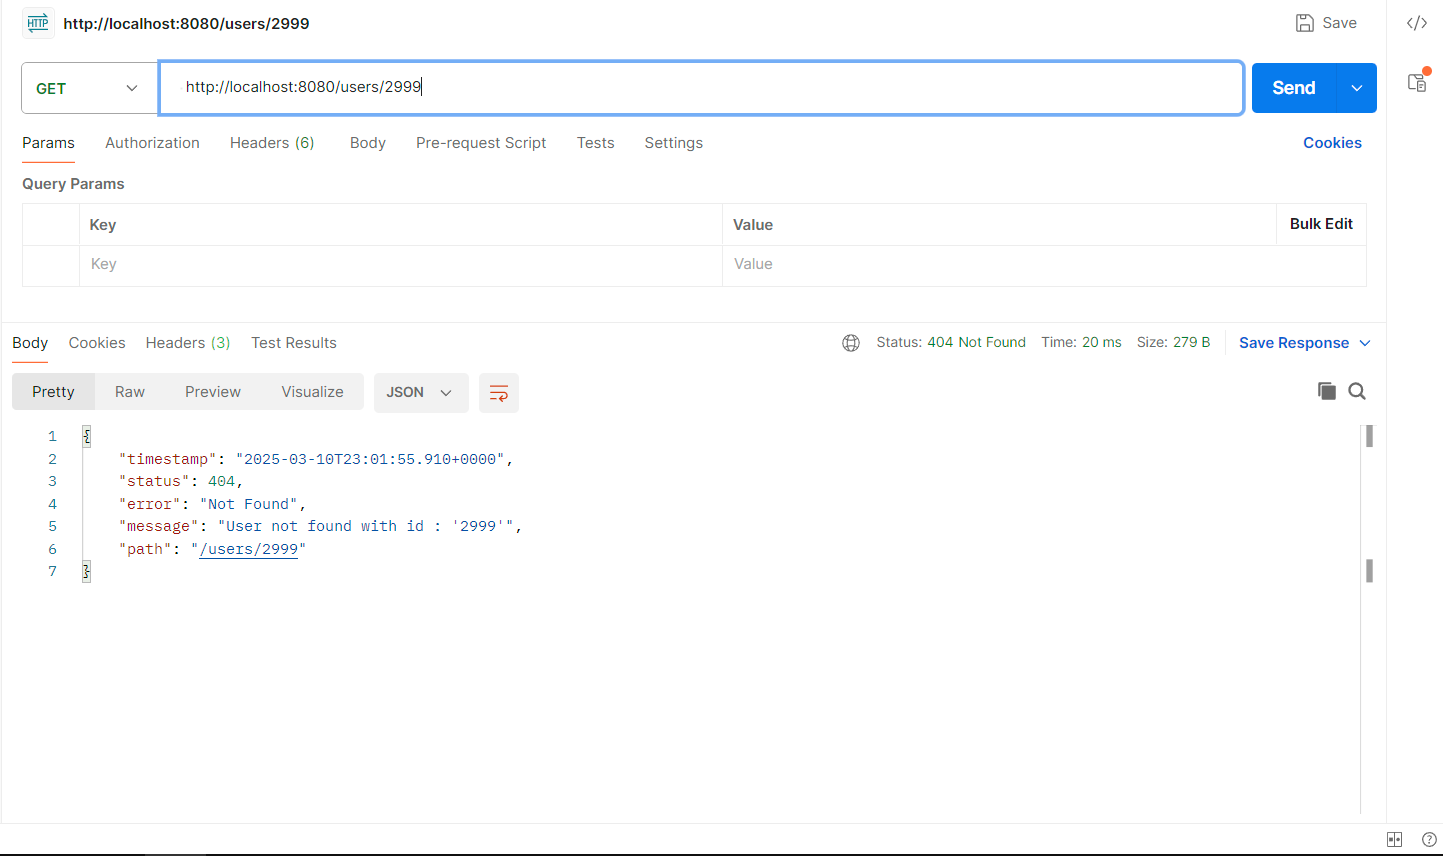 HTTP http://localhost:8080/users/2999 Save
GET http://localhost:8080/users/2999 Send
Params Authorization Headers (6) Body Pre-request Script Tests Settings Cookies
Query Params
Key Value Bulk Edit
Key Value
Body Cookies Headers (3) Test Results Status: 404 Not Found Time: 20 ms Size: 279 B Save Response
Pretty Raw Preview Visualize JSON
1 {
2 "timestamp": "2025-03-10T23:01:55.910+0000",
3 "status": 404,
4 "error": "Not Found",
5 "message": "User not found with id : '2999'",
6 "path": "/users/2999"
7 }